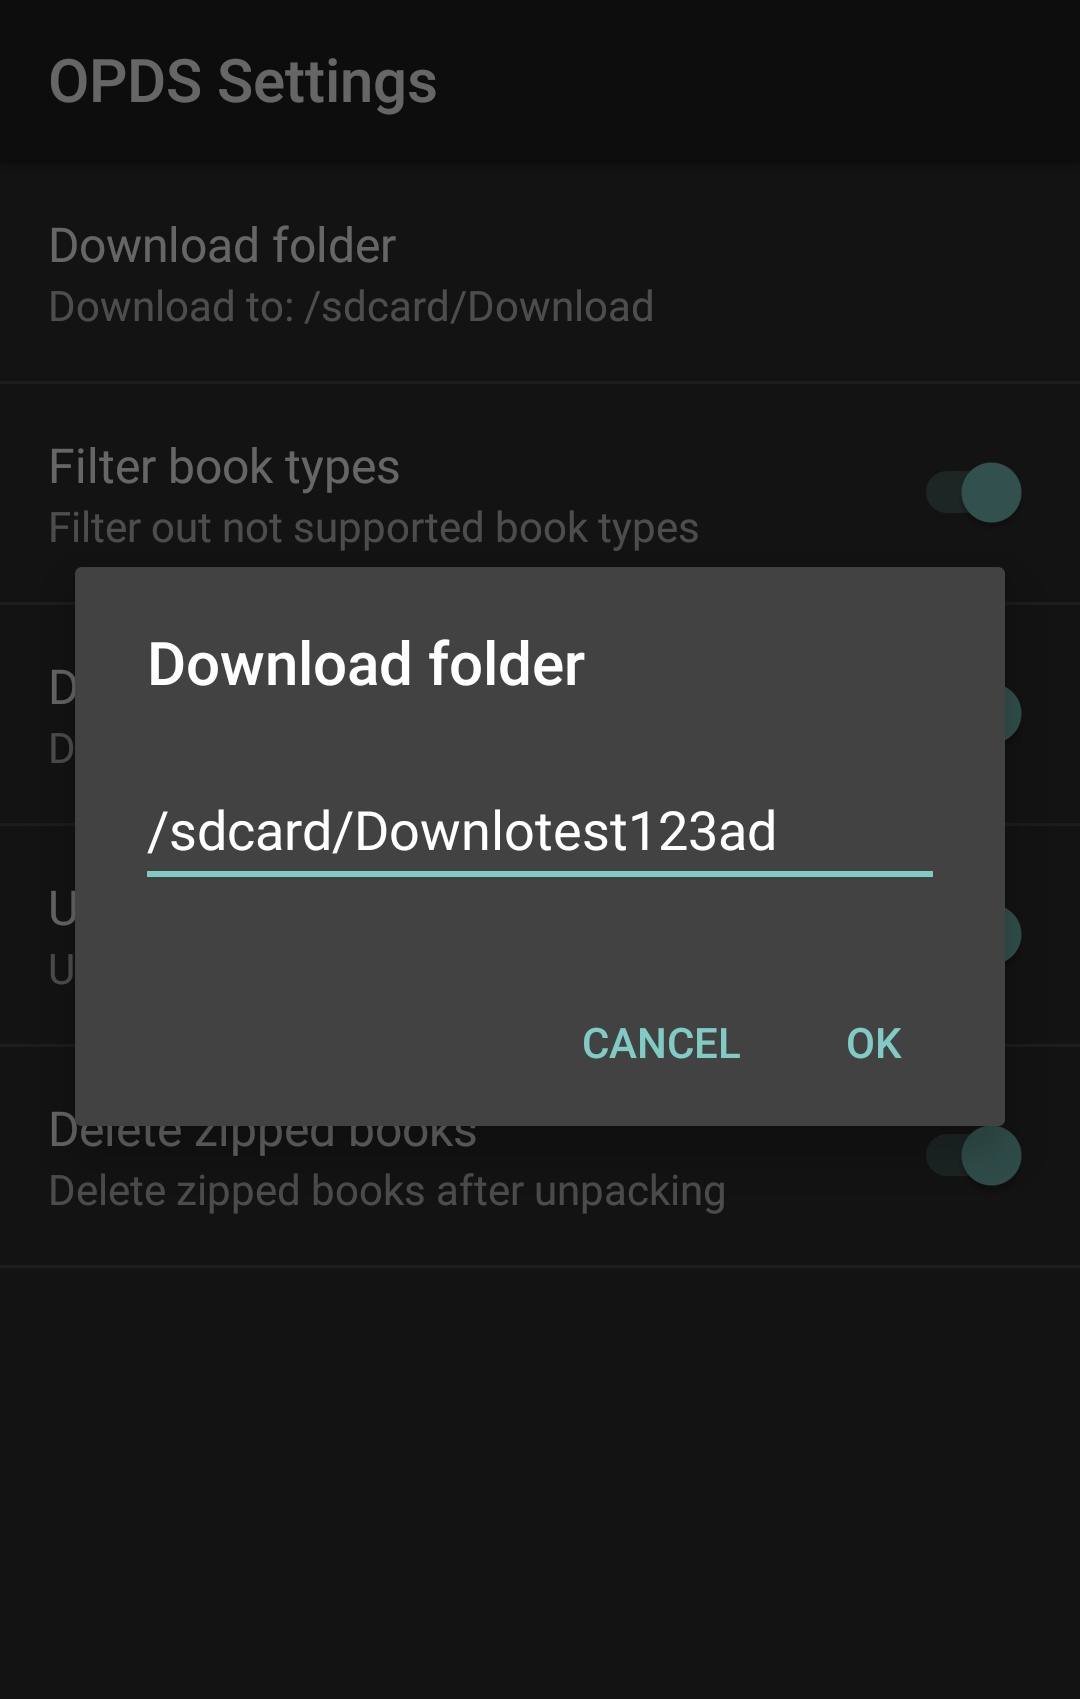 OPDS Settings
Download folder
Download to: /sdcard/Download
Filter book types
Filter out not supported book types
D
D
U
U
Download folder
/sdcard/Downlotest123ad
CANCEL
OK
Delete zipped books
Delete zipped books after unpacking